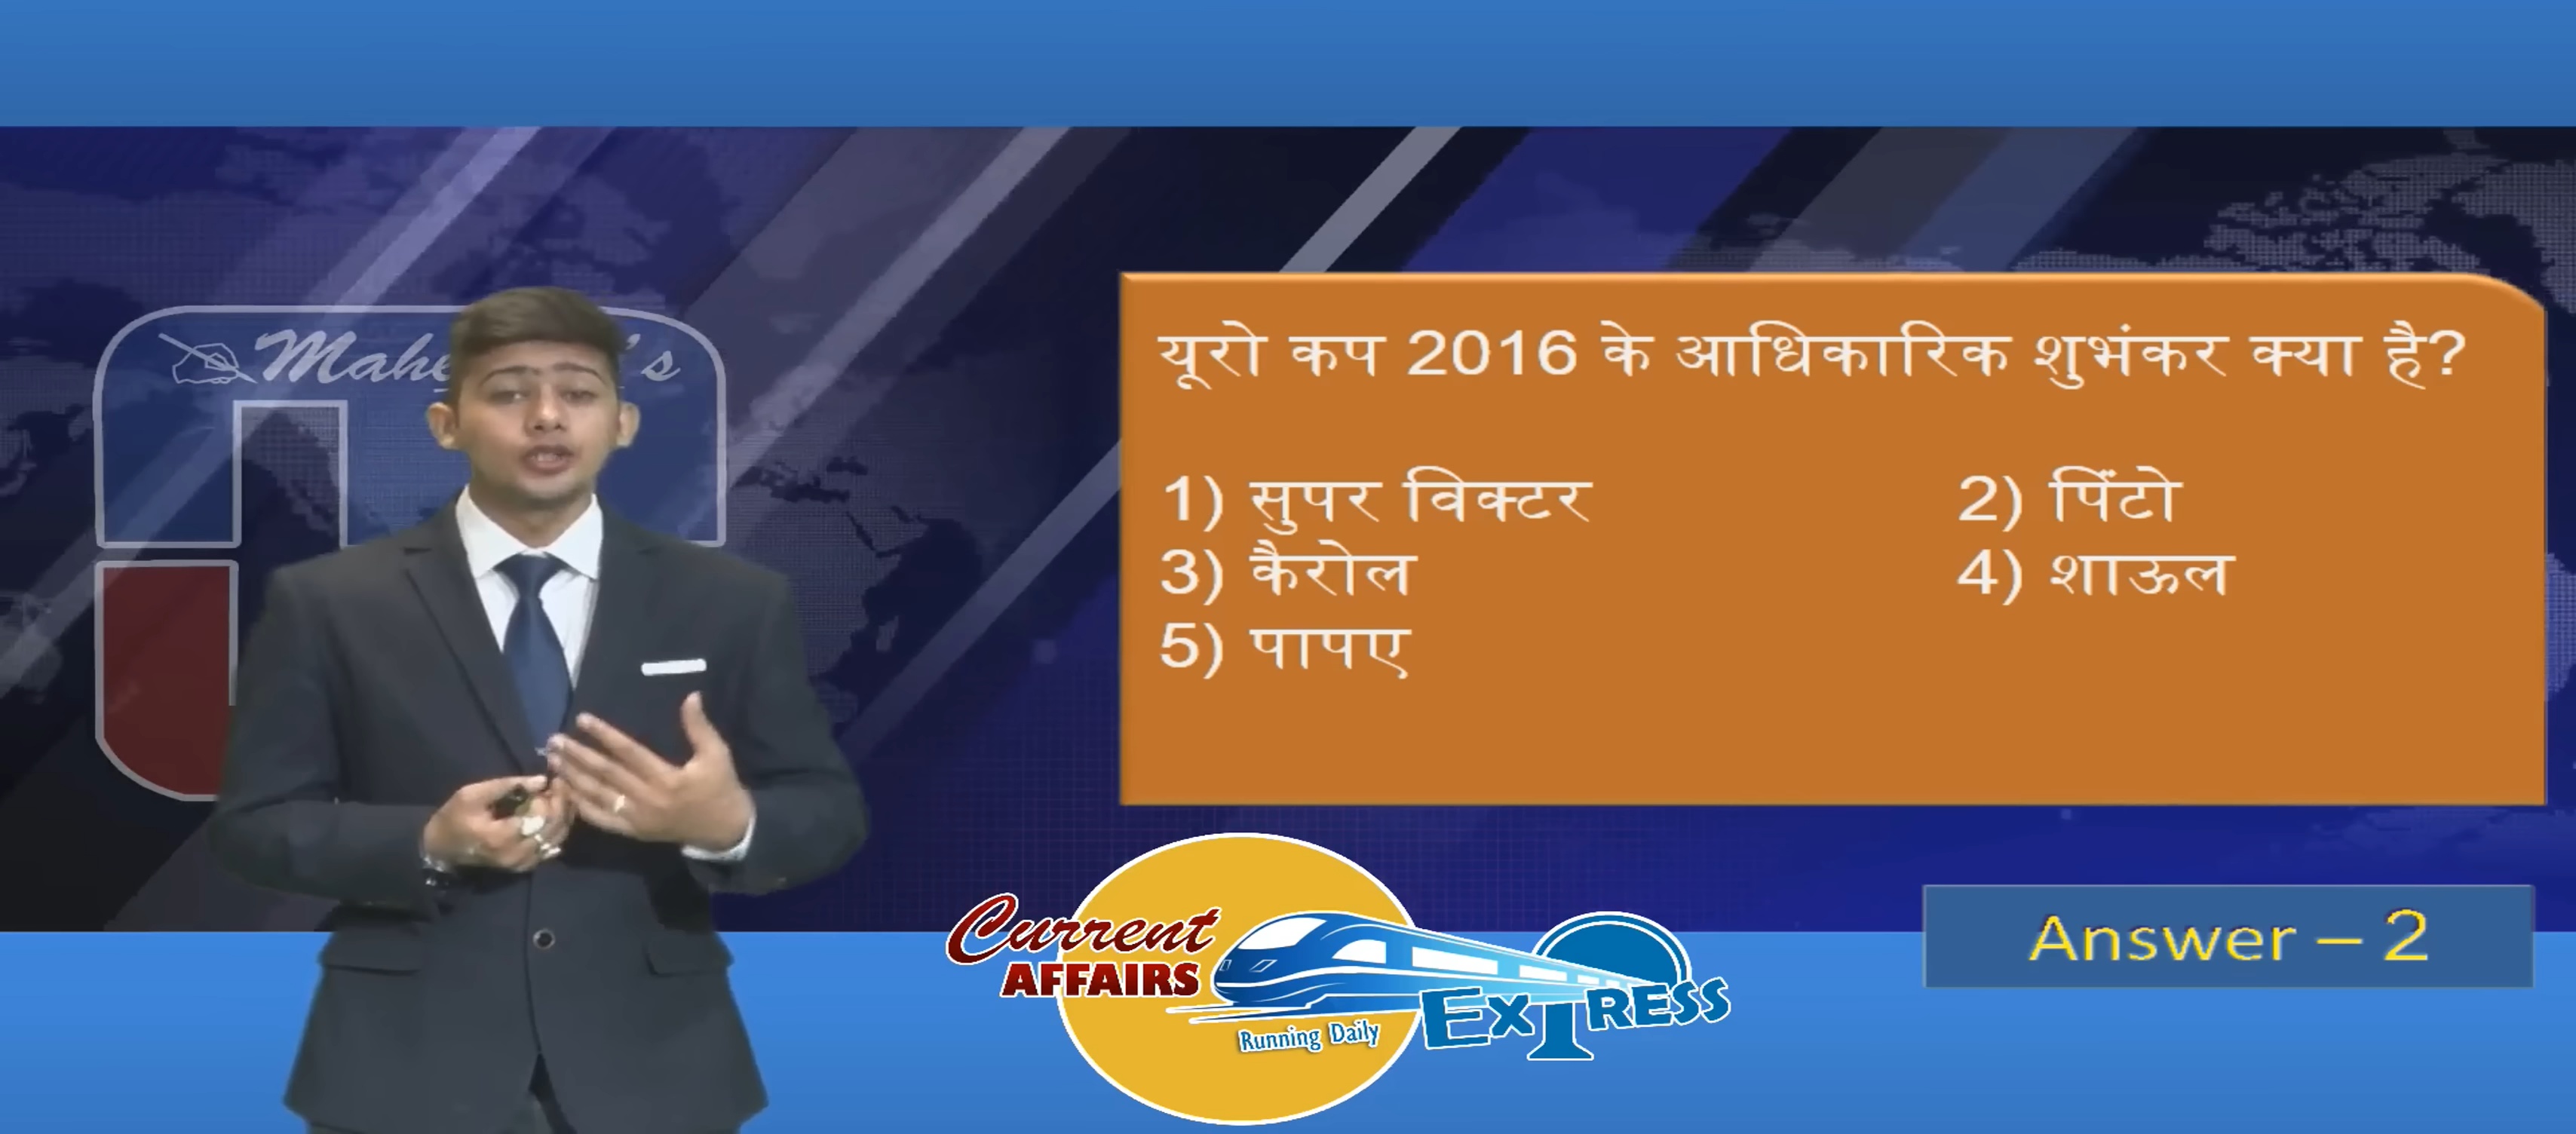 यूरो कप 2016 के आधिकारिक शुभंकर क्या है?
1) सुपर विक्टर 2) पिंटो
3) कैरोल 4) शाऊल
5) पापए
Answer – 2
Current
AFFAIRS
Running Daily
ExPRESS